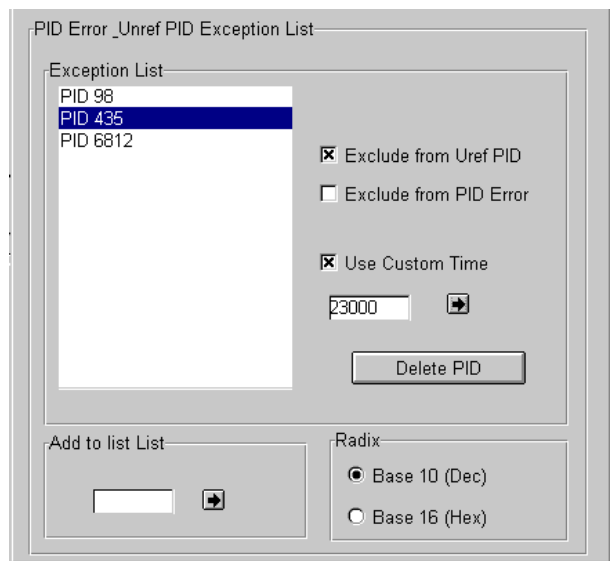 PID Error _Unref PID Exception List
Exception List
PID 98
PID 435
PID 6812
Exclude from Uref PID
Exclude from PID Error
Use Custom Time
23000
Delete PID
Add to list List
Radix
Base 10 (Dec)
Base 16 (Hex)